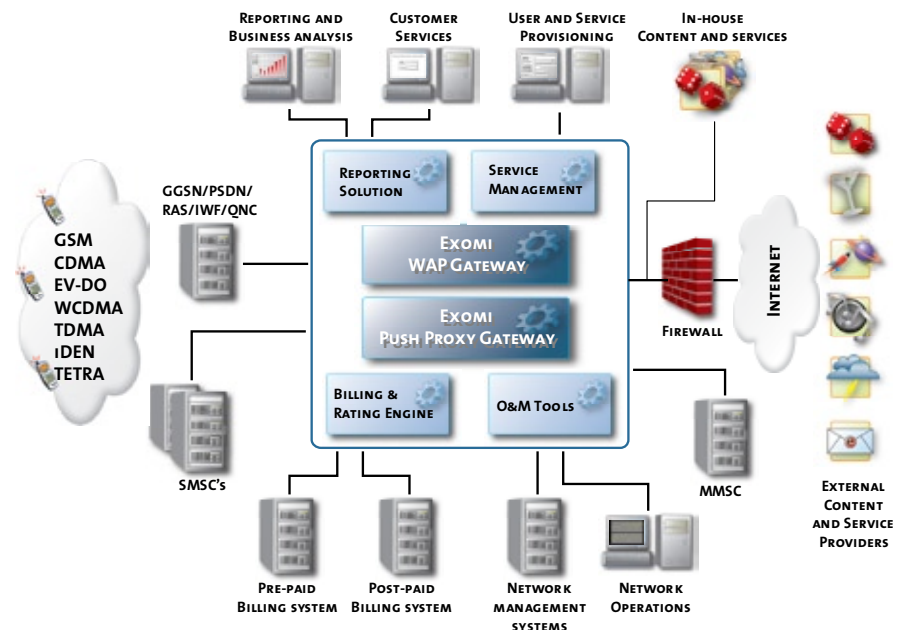 Reporting and
Business analysis
Customer
Services
User and Service
Provisioning
In-house
Content and services
GSM
CDMA
EV-DO
WCDMA
TDMA
iDEN
TETRA
GGSN/PSDN/
RAS/IWF/QNC
SMSC's
Reporting
Solution
Service
Management
Exomi
WAP Gateway
Exomi
Push Proxy Gateway
Billing &
Rating Engine
O&M Tools
Firewall
Internet
MMSC
External
Content
and Service
Providers
Pre-paid
Billing system
Post-paid
Billing system
Network
management
systems
Network
Operations